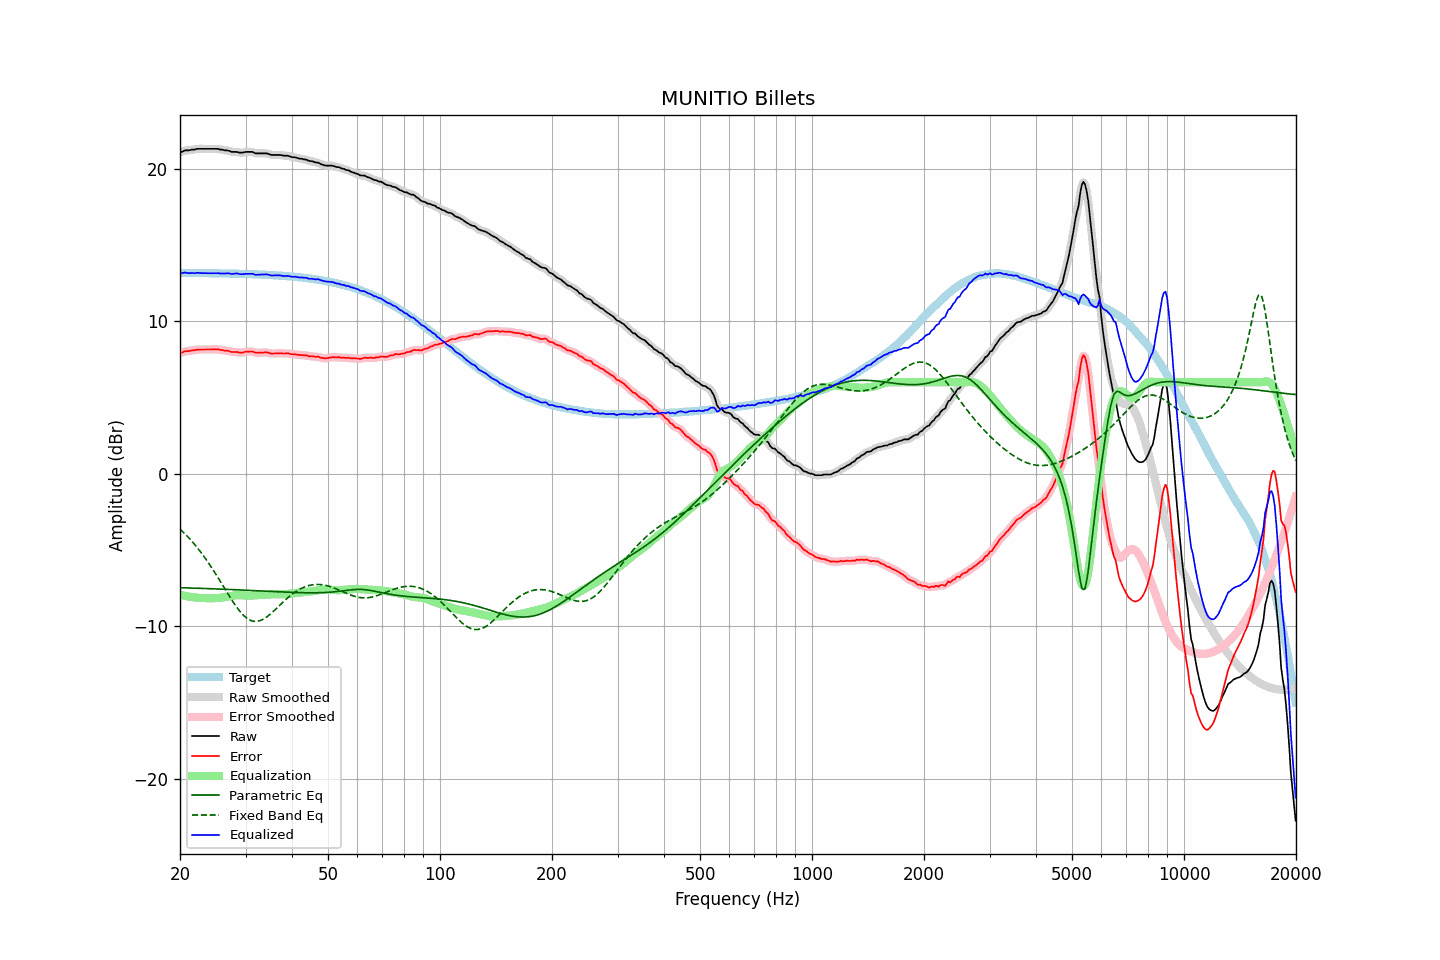 MUNITIO Billets
Amplitude (dBr)
20
10
0
−10
−20
Target
Raw Smoothed
Error Smoothed
Raw
Error
Equalization
Parametric Eq
Fixed Band Eq
Equalized
20 50 100 200 500 1000 2000 5000 10000 20000
Frequency (Hz)